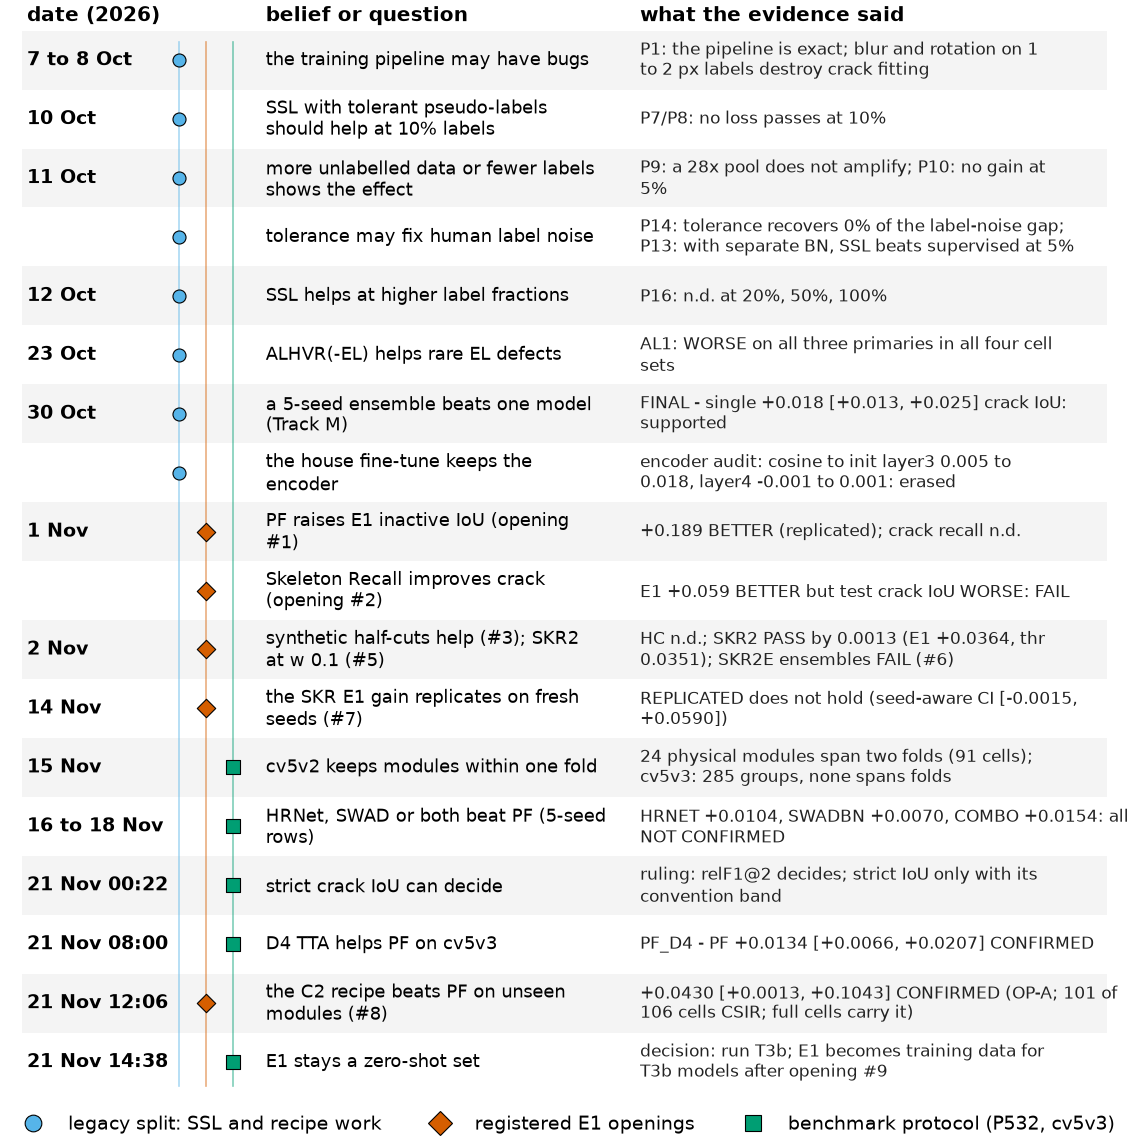 date (2026) belief or question what the evidence said
7 to 8 Oct the training pipeline may have bugs P1: the pipeline is exact; blur and rotation on 1
to 2 px labels destroy crack fitting
10 Oct SSL with tolerant pseudo-labels
should help at 10% labels P7/P8: no loss passes at 10%
11 Oct more unlabelled data or fewer labels
shows the effect P9: a 28x pool does not amplify; P10: no gain at
5%
tolerance may fix human label noise P14: tolerance recovers 0% of the label-noise gap;
P13: with separate BN, SSL beats supervised at 5%
12 Oct SSL helps at higher label fractions P16: n.d. at 20%, 50%, 100%
23 Oct ALHVR(-EL) helps rare EL defects AL1: WORSE on all three primaries in all four cell
sets
30 Oct a 5-seed ensemble beats one model
(Track M) FINAL - single +0.018 [+0.013, +0.025] crack IoU:
supported
the house fine-tune keeps the
encoder encoder audit: cosine to init layer3 0.005 to
0.018, layer4 -0.001 to 0.001: erased
1 Nov PF raises E1 inactive IoU (opening
#1) +0.189 BETTER (replicated); crack recall n.d.
Skeleton Recall improves crack
(opening #2) E1 +0.059 BETTER but test crack IoU WORSE: FAIL
2 Nov synthetic half-cuts help (#3); SKR2
at w 0.1 (#5) HC n.d.; SKR2 PASS by 0.0013 (E1 +0.0364, thr
0.0351); SKR2E ensembles FAIL (#6)
14 Nov the SKR E1 gain replicates on fresh
seeds (#7) REPLICATED does not hold (seed-aware CI [-0.0015,
+0.0590])
15 Nov cv5v2 keeps modules within one fold 24 physical modules span two folds (91 cells);
cv5v3: 285 groups, none spans folds
16 to 18 Nov HRNet, SWAD or both beat PF (5-seed
rows) HRNET +0.0104, SWADBN +0.0070, COMBO +0.0154: all
NOT CONFIRMED
21 Nov 00:22 strict crack IoU can decide ruling: relF1@2 decides; strict IoU only with its
convention band
21 Nov 08:00 D4 TTA helps PF on cv5v3 PF_D4 - PF +0.0134 [+0.0066, +0.0207] CONFIRMED
21 Nov 12:06 the C2 recipe beats PF on unseen
modules (#8) +0.0430 [+0.0013, +0.1043] CONFIRMED (OP-A; 101 of
106 cells CSIR; full cells carry it)
21 Nov 14:38 E1 stays a zero-shot set decision: run T3b; E1 becomes training data for
T3b models after opening #9
legacy split: SSL and recipe work registered E1 openings benchmark protocol (P532, cv5v3)